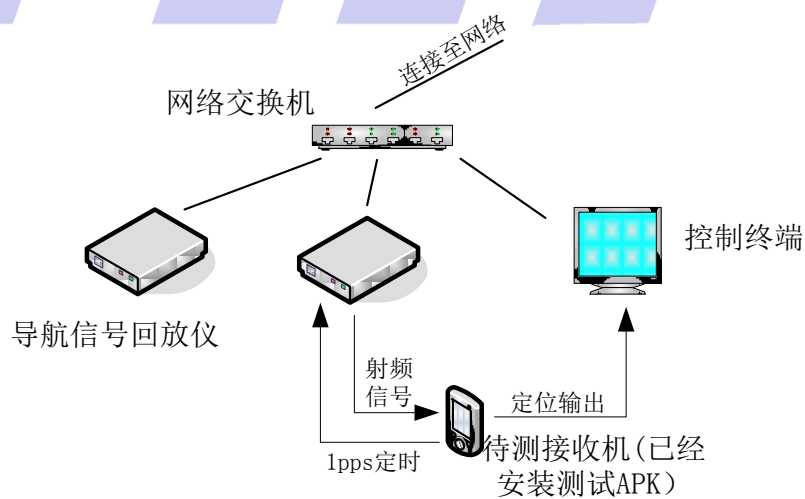 连接至网络
网络交换机
控制终端
导航信号回放仪
射频
信号
定位输出
1pps定时
待测接收机(已经
安装测试APK）